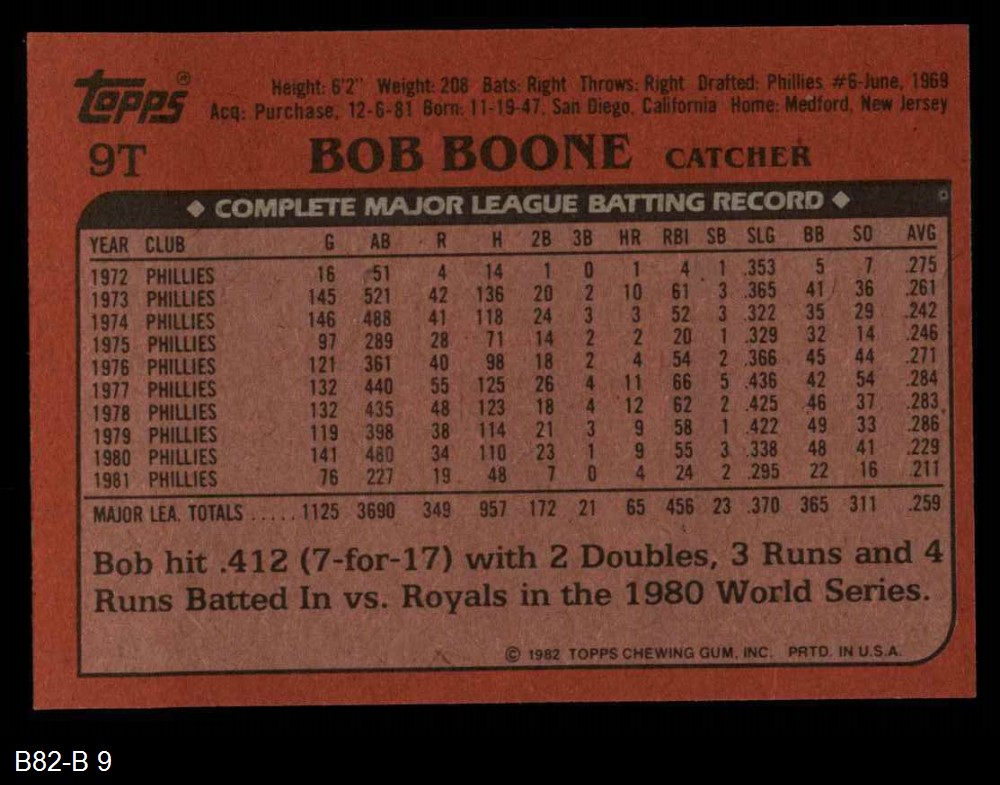 Topps®
Height: 6'2" Weight: 208 Bats: Right Throws: Right Drafted: Phillies #6-June, 1969
Acq: Purchase, 12-6-81 Born: 11-19-47, San Diego, California Home: Medford, New Jersey
9T BOB BOONE CATCHER
◆ COMPLETE MAJOR LEAGUE BATTING RECORD ◆
YEAR CLUB G AB R H 2B 3B HR RBI SB SLG BB SO AVG
1972 PHILLIES 16 51 4 14 1 0 1 4 1 .353 5 7 .275
1973 PHILLIES 145 521 42 136 20 2 10 61 3 .365 41 36 .261
1974 PHILLIES 146 488 41 118 24 3 3 52 3 .322 35 29 .242
1975 PHILLIES 97 289 28 71 14 2 2 20 1 .329 32 14 .246
1976 PHILLIES 121 361 40 98 18 2 4 54 2 .366 45 44 .271
1977 PHILLIES 132 440 55 125 26 4 11 66 5 .436 42 54 .284
1978 PHILLIES 132 435 48 123 18 4 12 62 2 .425 46 37 .283
1979 PHILLIES 119 398 38 114 21 3 9 58 1 .422 49 33 .286
1980 PHILLIES 141 480 34 110 23 1 9 55 3 .338 48 41 .229
1981 PHILLIES 76 227 19 48 7 0 4 24 2 .295 22 16 .211
MAJOR LEA. TOTALS ..... 1125 3690 349 957 172 21 65 456 23 .370 365 311 .259
Bob hit .412 (7-for-17) with 2 Doubles, 3 Runs and 4
Runs Batted In vs. Royals in the 1980 World Series.
© 1982 TOPPS CHEWING GUM, INC. PRTD. IN U.S.A.
B82-B 9